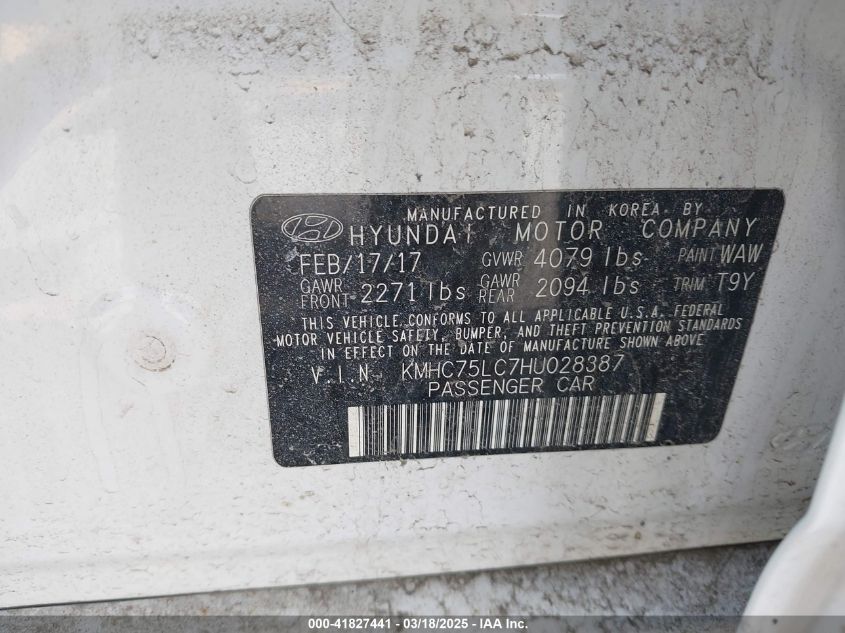 MANUFACTURED IN KOREA BY
HYUNDAI MOTOR COMPANY
FEB/17/17 GVWR 4079 lbs PAINT WAW
GAWR FRONT 2271 lbs GAWR REAR 2094 lbs TRIM T9Y
THIS VEHICLE CONFORMS TO ALL APPLICABLE U.S.A. FEDERAL
MOTOR VEHICLE SAFETY, BUMPER, AND THEFT PREVENTION STANDARDS
IN EFFECT ON THE DATE OF MANUFACTURE SHOWN ABOVE
V.I.N KMHC75LC7HU028387
PASSENGER CAR
000-41827441 - 03/18/2025 - IAAI.COM